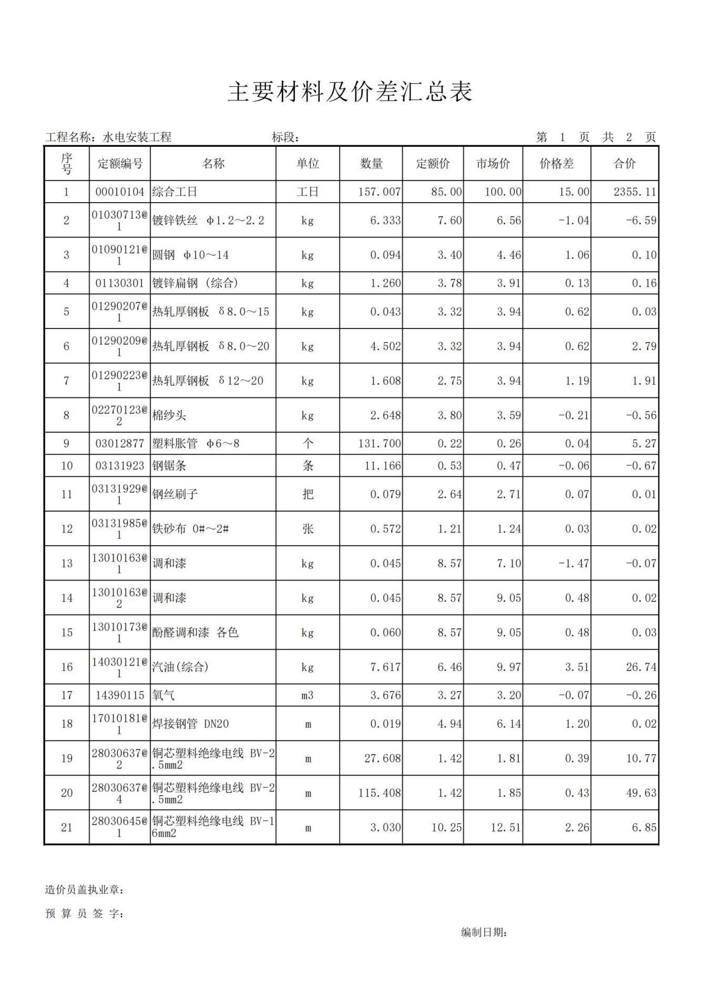 主要材料及价差汇总表
工程名称：水电安装工程 标段： 第 1 页 共 2 页
序号 定额编号 名称 单位 数量 定额价 市场价 价格差 合价
1 00010104 综合工日 工日 157.007 85.00 100.00 15.00 2355.11
2 01030713@1 镀锌铁丝 φ1.2～2.2 kg 6.333 7.60 6.56 -1.04 -6.59
3 01090121@1 圆钢 φ10～14 kg 0.094 3.40 4.46 1.06 0.10
4 01130301 镀锌扁钢 (综合) kg 1.260 3.78 3.91 0.13 0.16
5 01290207@1 热轧厚钢板 δ8.0～15 kg 0.043 3.32 3.94 0.62 0.03
6 01290209@1 热轧厚钢板 δ8.0～20 kg 4.502 3.32 3.94 0.62 2.79
7 01290223@1 热轧厚钢板 δ12～20 kg 1.608 2.75 3.94 1.19 1.91
8 02270123@2 棉纱头 kg 2.648 3.80 3.59 -0.21 -0.56
9 03012877 塑料胀管 φ6～8 个 131.700 0.22 0.26 0.04 5.27
10 03131923 钢锯条 条 11.166 0.53 0.47 -0.06 -0.67
11 03131929@1 钢丝刷子 把 0.079 2.64 2.71 0.07 0.01
12 03131985@1 铁砂布 0#～2# 张 0.572 1.21 1.24 0.03 0.02
13 13010163@1 调和漆 kg 0.045 8.57 7.10 -1.47 -0.07
14 13010163@2 调和漆 kg 0.045 8.57 9.05 0.48 0.02
15 13010173@1 酚醛调和漆 各色 kg 0.060 8.57 9.05 0.48 0.03
16 14030121@1 汽油(综合) kg 7.617 6.46 9.97 3.51 26.74
17 14390115 氧气 m3 3.676 3.27 3.20 -0.07 -0.26
18 17010181@1 焊接钢管 DN20 m 0.019 4.94 6.14 1.20 0.02
19 28030637@2 铜芯塑料绝缘电线 BV-2.5mm2 m 27.608 1.42 1.81 0.39 10.77
20 28030637@4 铜芯塑料绝缘电线 BV-2.5mm2 m 115.408 1.42 1.85 0.43 49.63
21 28030645@1 铜芯塑料绝缘电线 BV-16mm2 m 3.030 10.25 12.51 2.26 6.85
造价员盖执业章：
预 算 员 签 字：
编制日期：